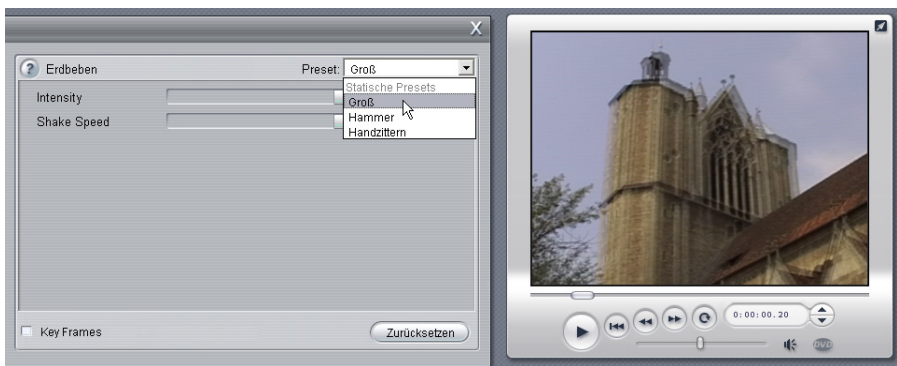 X
? Erdbeben
Preset: Groß
Statische Presets
Intensity
Groß
Hammer
Shake Speed
Handzittern
Key Frames
Zurücksetzen
0:00:00.20
DVD